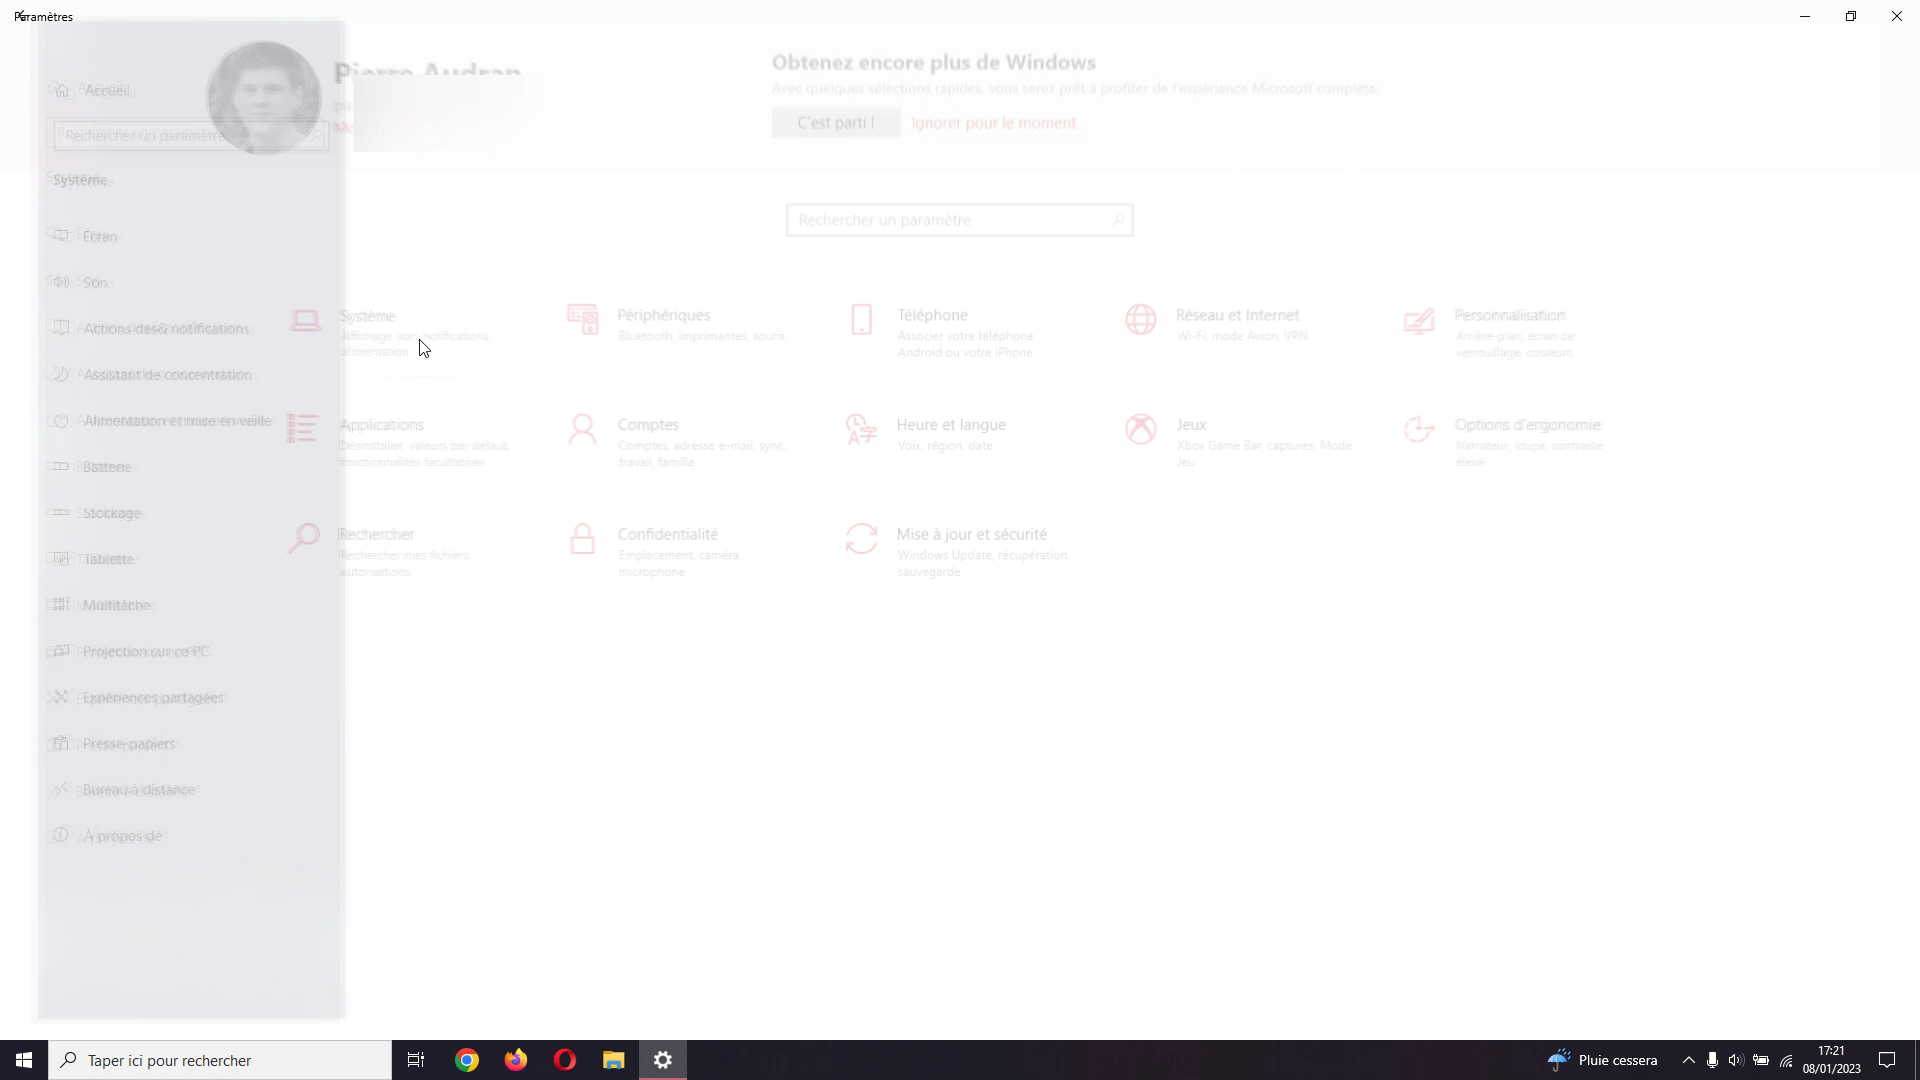 Paramètres
Accueil
Rechercher un paramètre
Système
Écran
Son
Assistant de concentration
Alimentation et mise en veille
Batterie
Stockage
Tablette
Multitâche
Projection sur ce PC
Expériences partagées
Presse-papiers
Bureau à distance
À propos de
Pierre Audran
Obtenez encore plus de Windows
Avec quelques sélections rapides, vous serez prêt à profiter de l'expérience Microsoft complète.
C'est parti !
Ignorer pour le moment
Rechercher un paramètre
Système
Affichage, son, notifications,
alimentation
Périphériques
Bluetooth, imprimantes, souris
Téléphone
Associer votre téléphone
Android ou votre iPhone
Réseau et Internet
Wi-Fi, mode Avion, VPN
Personnalisation
Arrière-plan, écran de
verrouillage, couleurs
Applications
Désinstaller, valeurs par défaut,
fonctionnalités facultatives
Comptes
Comptes, adresse e-mail, sync.,
travail, famille
Heure et langue
Voix, région, date
Jeux
Xbox Game Bar, captures, Mode
Jeu
Options d'ergonomie
Narrateur, loupe, contraste
élevé
Rechercher
Rechercher mes fichiers,
autorisations
Confidentialité
Emplacement, caméra,
microphone
Mise à jour et sécurité
Windows Update, récupération,
sauvegarde
Taper ici pour rechercher
Pluie cessera
17:21
08/01/2023